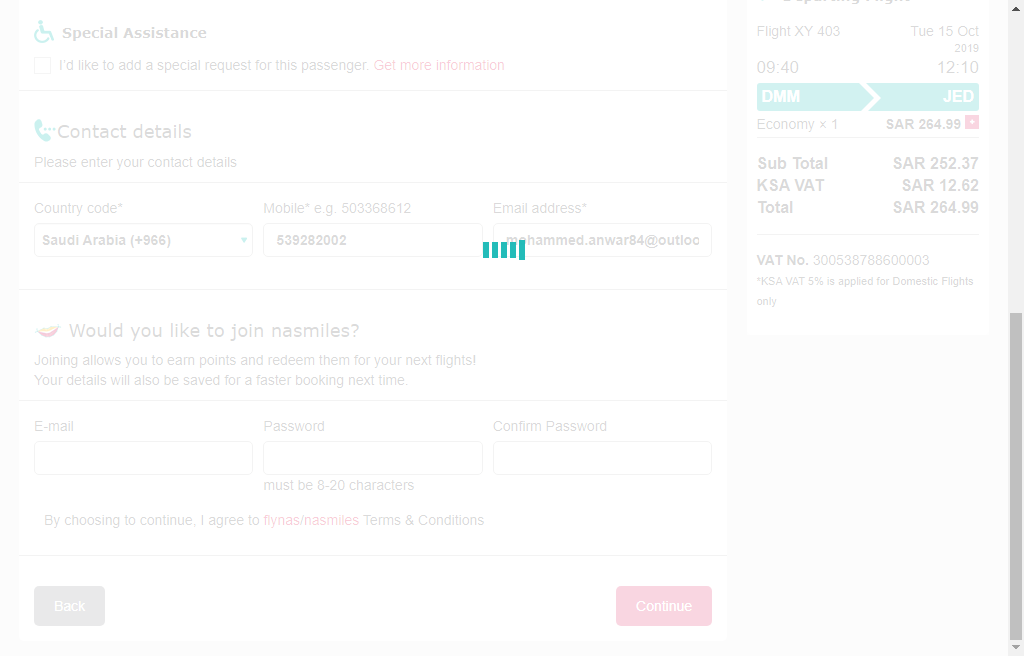 Special Assistance
I'd like to add a special request for this passenger. Get more information
Contact details
Please enter your contact details
Country code*
Mobile* e.g. 503368612
Email address*
Saudi Arabia (+966)
539282002
mohammed.anwar84@outloo
Would you like to join nasmiles?
Joining allows you to earn points and redeem them for your next flights!
Your details will also be saved for a faster booking next time.
E-mail
Password
Confirm Password
must be 8-20 characters
By choosing to continue, I agree to flynas/nasmiles Terms & Conditions
Back
Continue
Departing Flight
Flight XY 403
Tue 15 Oct
2019
09:40
12:10
DMM
JED
Economy × 1
SAR 264.99 +
Sub Total
SAR 252.37
KSA VAT
SAR 12.62
Total
SAR 264.99
VAT No. 300538788600003
*KSA VAT 5% is applied for Domestic Flights
only